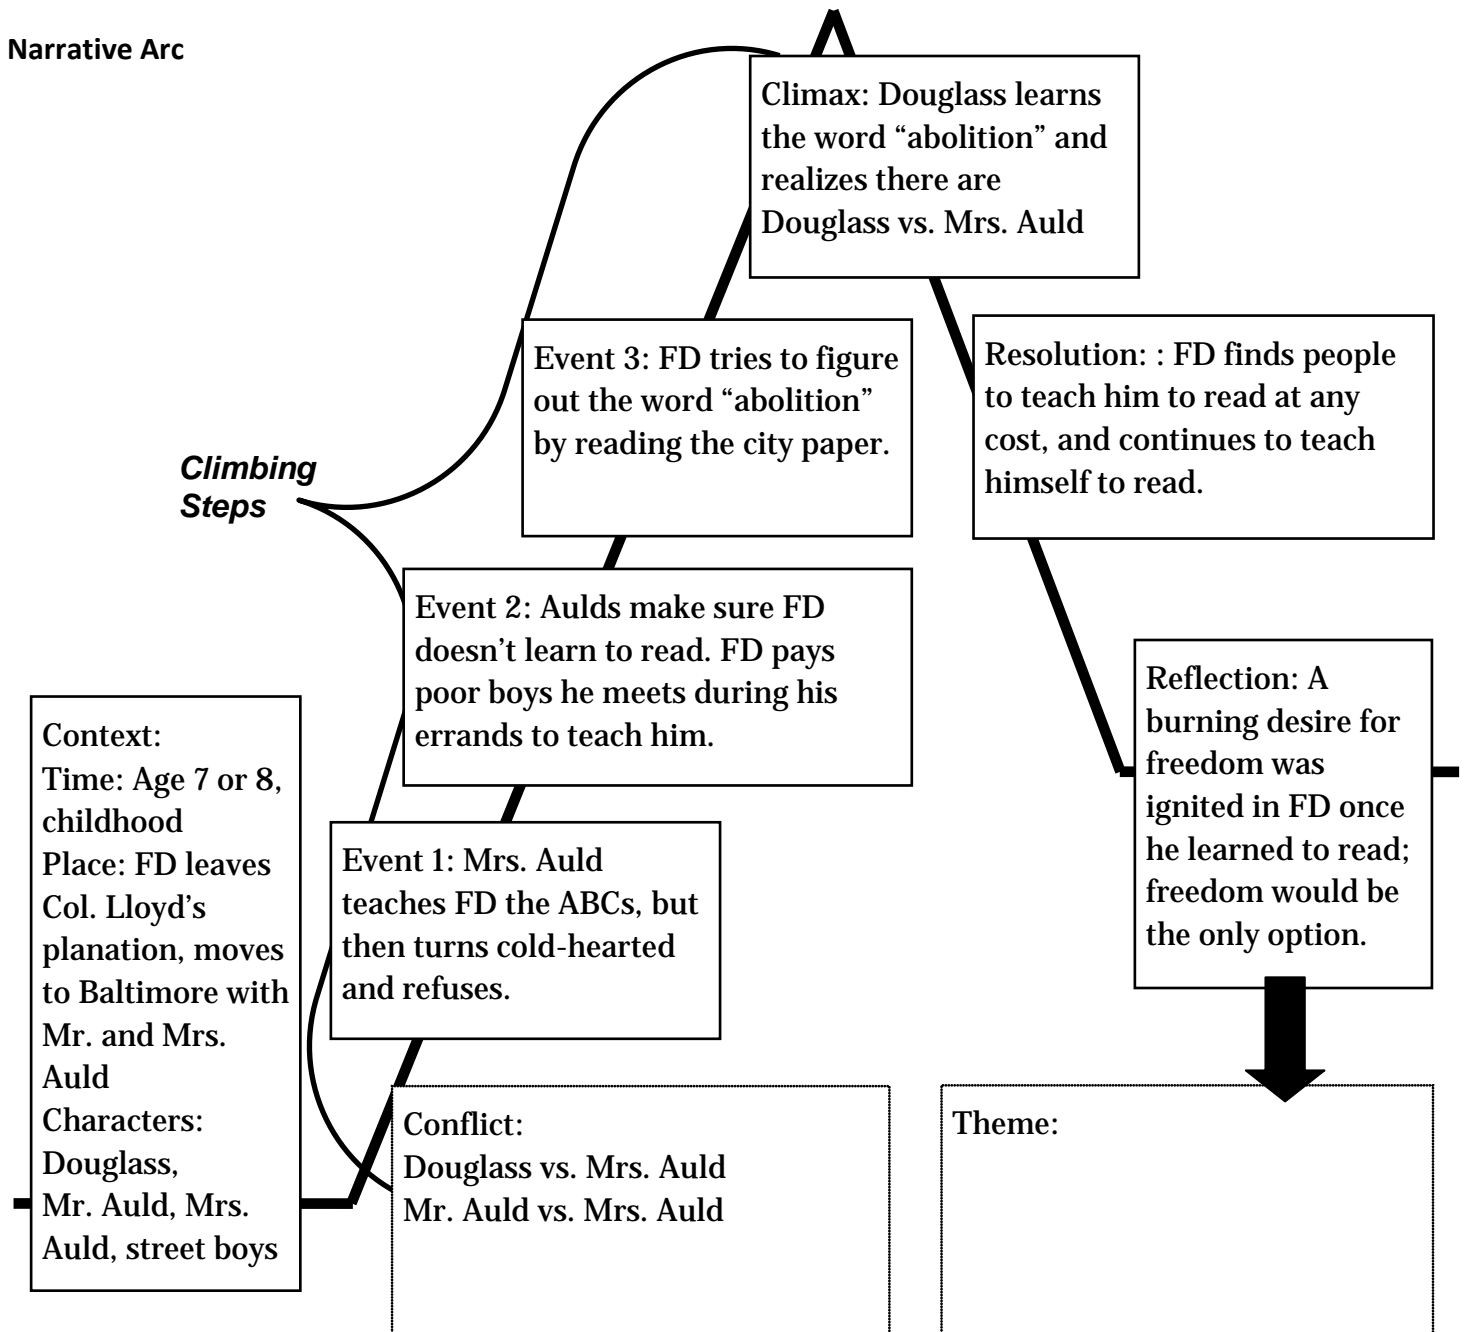 Narrative Arc
Climax: Douglass learns
the word “abolition” and
realizes there are
Douglass vs. Mrs. Auld
Event 3: FD tries to figure
out the word “abolition”
by reading the city paper.
Resolution: : FD finds people
to teach him to read at any
cost, and continues to teach
himself to read.
Climbing
Steps
Event 2: Aulds make sure FD
doesn’t learn to read. FD pays
poor boys he meets during his
errands to teach him.
Reflection: A
burning desire for
freedom was
ignited in FD once
he learned to read;
freedom would be
the only option.
Context:
Time: Age 7 or 8,
childhood
Place: FD leaves
Col. Lloyd’s
planation, moves
to Baltimore with
Mr. and Mrs.
Auld
Characters:
Douglass,
Mr. Auld, Mrs.
Auld, street boys
Event 1: Mrs. Auld
teaches FD the ABCs, but
then turns cold-hearted
and refuses.
Conflict:
Douglass vs. Mrs. Auld
Mr. Auld vs. Mrs. Auld
Theme: